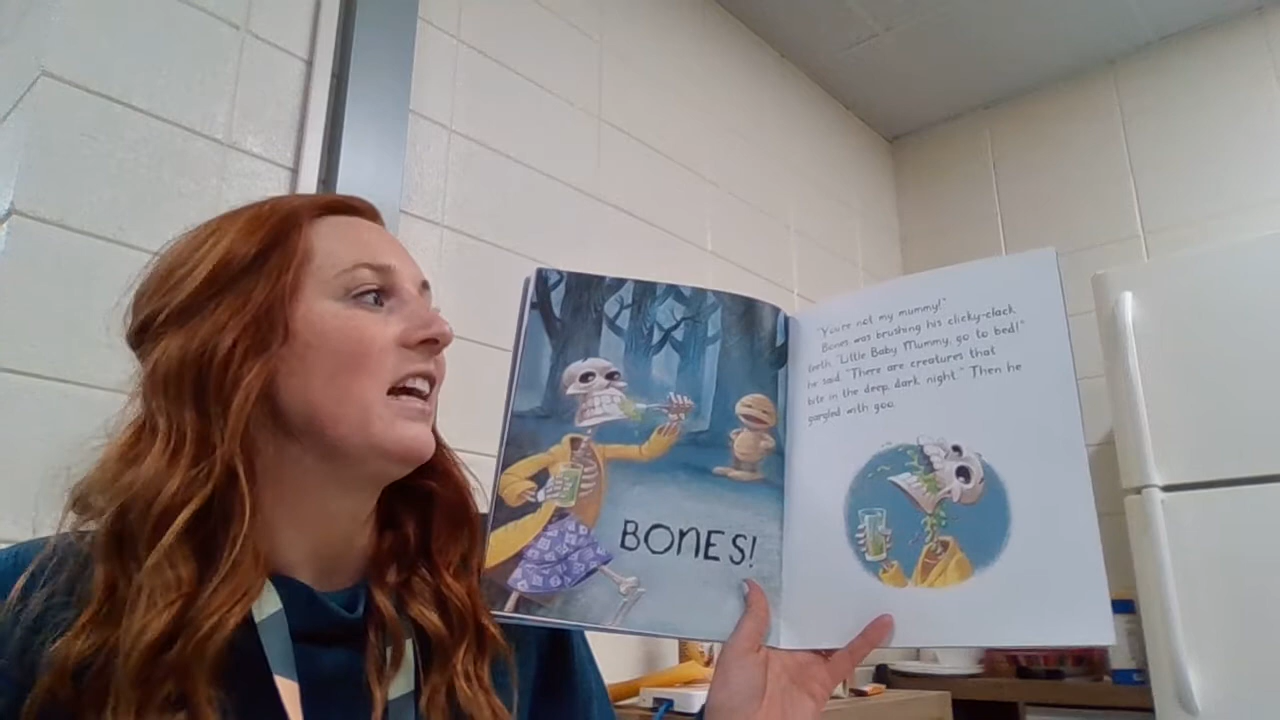 BONES!
"You're not my mummy!"
Bones was brushing his clicky-clack
teeth. "Little Baby Mummy, go to bed!"
he said. "There are creatures that
bite in the deep, dark night." Then he
gargled with goo.